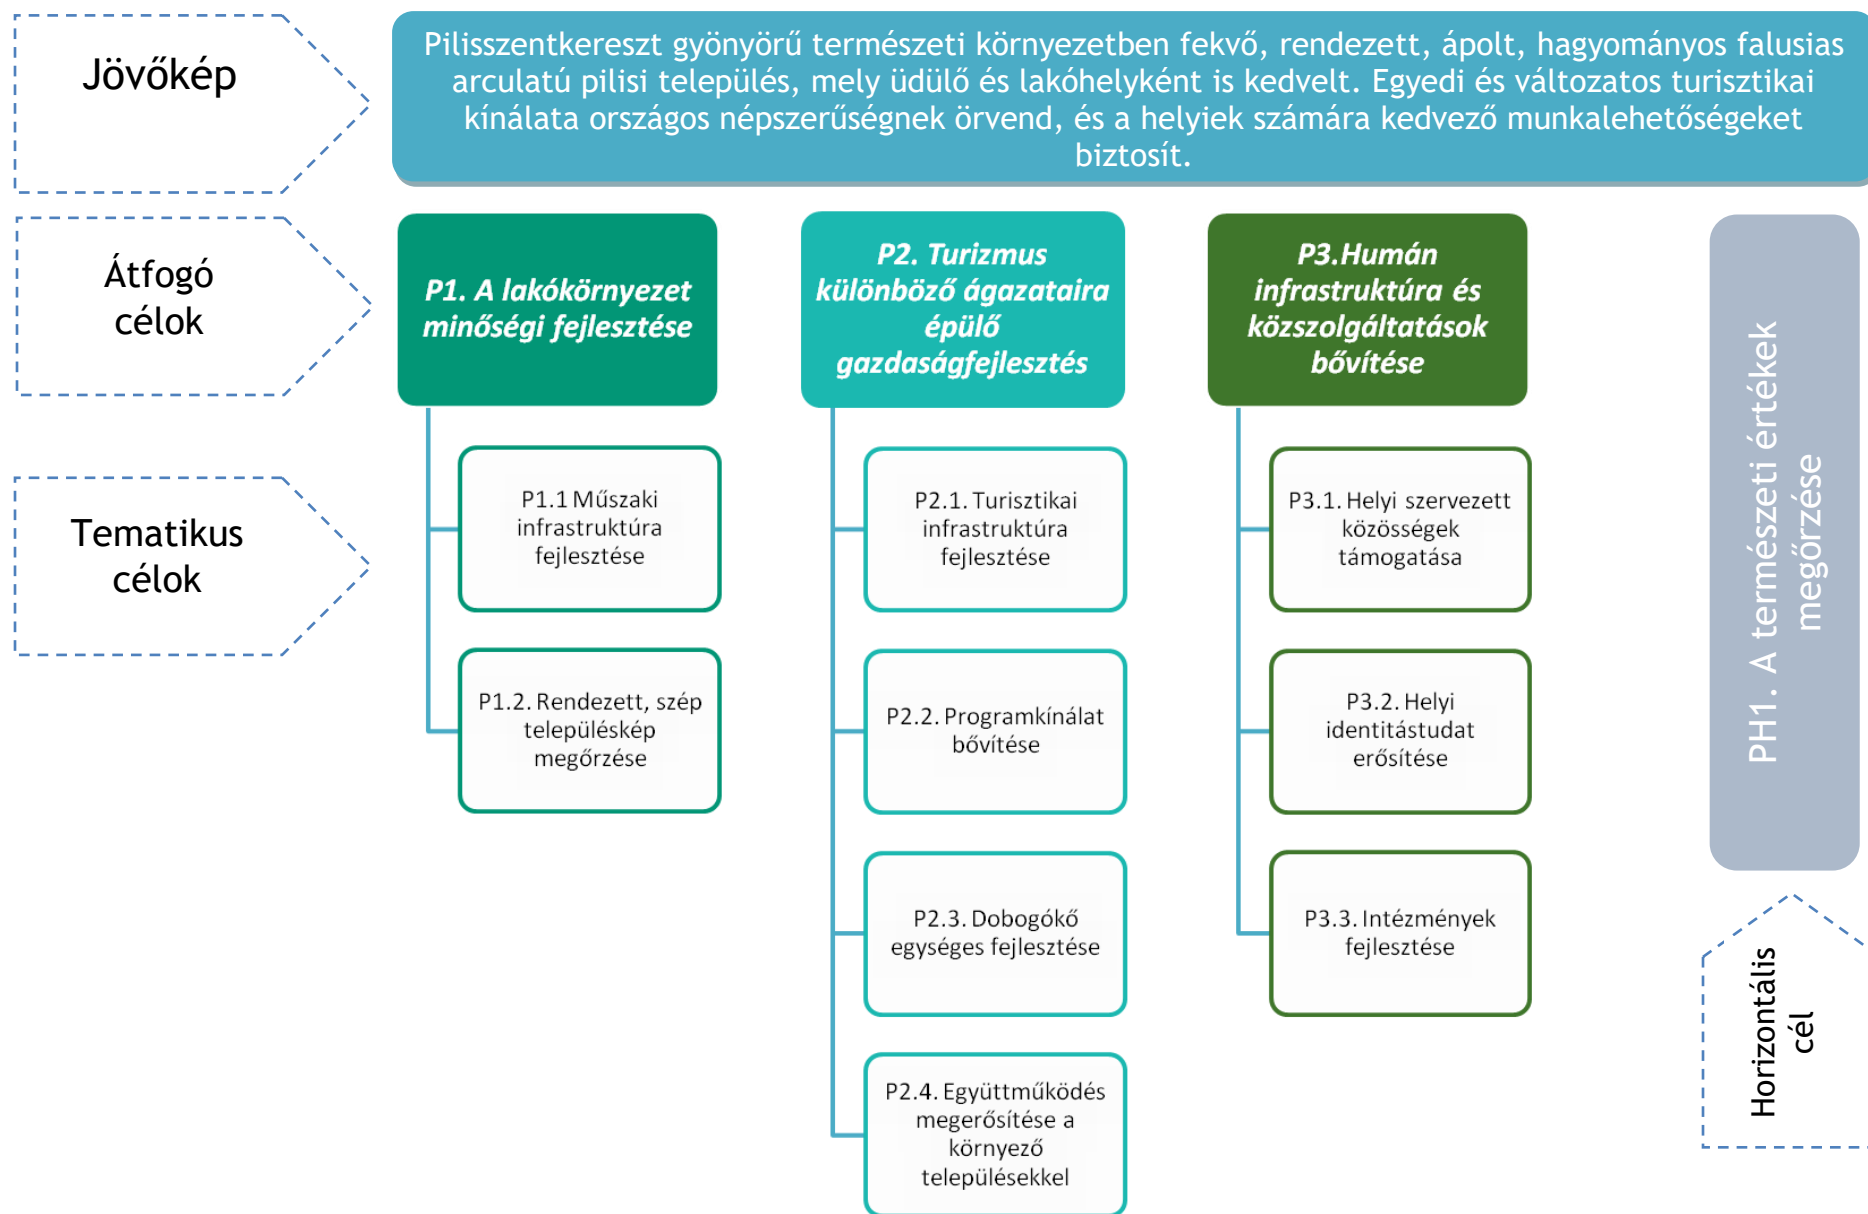 Jövőkép
Pilisszentkereszt gyönyörű természeti környezetben fekvő, rendezett, ápolt, hagyományos falusias
arculatú pilisi település, mely üdülő és lakóhelyként is kedvelt. Egyedi és változatos turisztikai
kínálata országos népszerűségnek örvend, és a helyiek számára kedvező munkalehetőségeket
biztosít.
Átfogó
célok
P1. A lakókörnyezet
minőségi fejlesztése
P2. Turizmus
különböző ágazataira
épülő
gazdaságfejlesztés
P3.Humán
infrastruktúra és
közszolgáltatások
bővítése
Tematikus
célok
P1.1 Műszaki
infrastruktúra
fejlesztése
P1.2. Rendezett, szép
településkép
megőrzése
P2.1. Turisztikai
infrastruktúra
fejlesztése
P2.2. Programkínálat
bővítése
P2.3. Dobogókő
egységes fejlesztése
P2.4. Együttműködés
megerősítése a
környező
településekkel
P3.1. Helyi szervezett
közösségek
támogatása
P3.2. Helyi
identitástudat
erősítése
P3.3. Intézmények
fejlesztése
PH1. A természeti értékek
megőrzése
Horizontális
cél